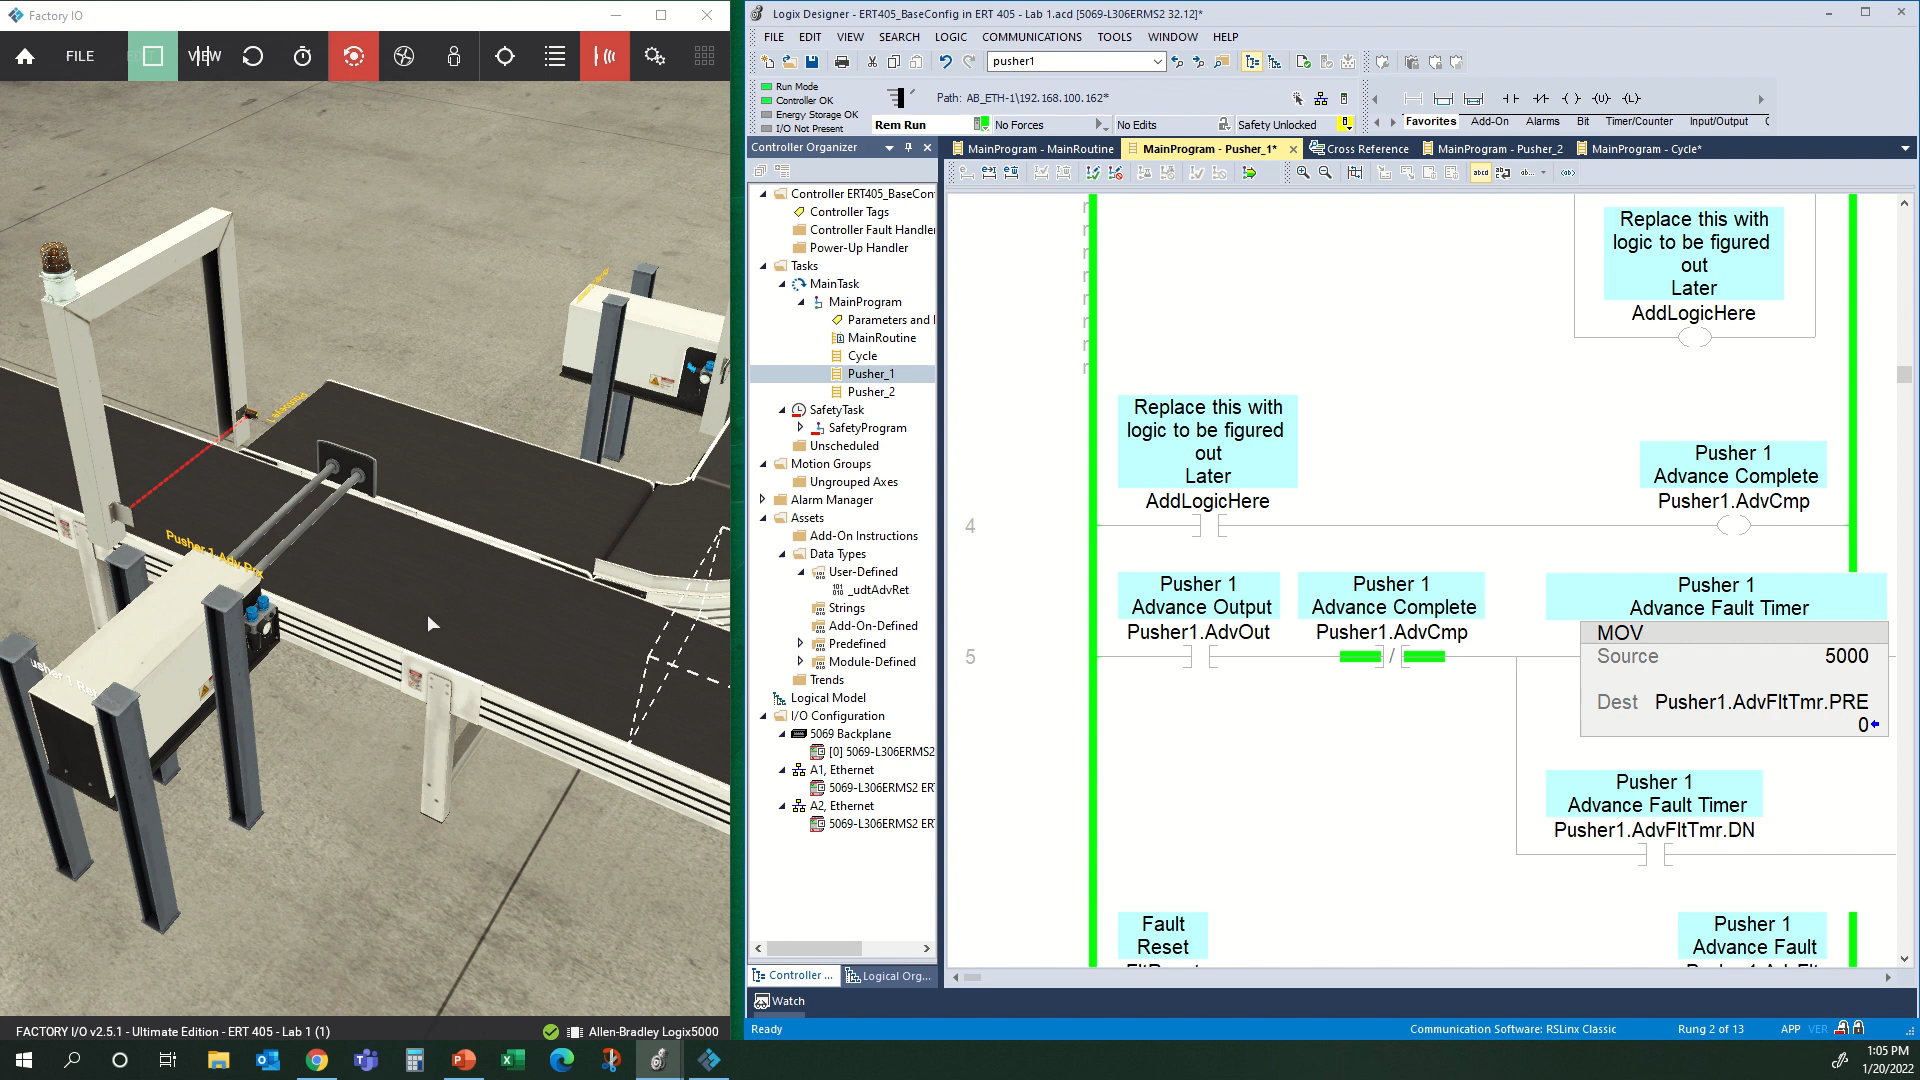 Factory IO
FILE
VIEW
Pusher 1 Adv Prx
FACTORY I/O v2.5.1 - Ultimate Edition - ERT 405 - Lab 1 (1)
Allen-Bradley Logix5000
Logix Designer - ERT405_BaseConfig in ERT 405 - Lab 1.acd [5069-L306ERMS2 32.12]*
FILE EDIT VIEW SEARCH LOGIC COMMUNICATIONS TOOLS WINDOW HELP
pusher1
Run Mode
Controller OK
Energy Storage OK
I/O Not Present
Path: AB_ETH-1\192.168.100.162*
Rem Run
No Forces
No Edits
Safety Unlocked
Favorites Add-On Alarms Bit Timer/Counter Input/Output
Controller Organizer
MainProgram - MainRoutine
MainProgram - Pusher_1*
Cross Reference
MainProgram - Pusher_2
MainProgram - Cycle*
Controller ERT405_BaseCon
Controller Tags
Controller Fault Handle
Power-Up Handler
Tasks
MainTask
MainProgram
Parameters and
MainRoutine
Cycle
Pusher_1
Pusher_2
SafetyTask
SafetyProgram
Unscheduled
Motion Groups
Ungrouped Axes
Alarm Manager
Assets
Add-On Instructions
Data Types
User-Defined
_udtAdvRet
Strings
Add-On-Defined
Predefined
Module-Defined
Trends
Logical Model
I/O Configuration
5069 Backplane
[0] 5069-L306ERMS2
A1, Ethernet
5069-L306ERMS2 ER
A2, Ethernet
5069-L306ERMS2 ER
Controller ...
Logical Org...
r
r
r
r
r
r
r
r
Replace this with
logic to be figured
out
Later
AddLogicHere
Replace this with
logic to be figured
out
Later
AddLogicHere
Pusher 1
Advance Complete
Pusher1.AdvCmp
4
Pusher 1
Advance Output
Pusher1.AdvOut
Pusher 1
Advance Complete
Pusher1.AdvCmp
Pusher 1
Advance Fault Timer
MOV
Source 5000
Dest Pusher1.AdvFltTmr.PRE
0
5
Pusher 1
Advance Fault Timer
Pusher1.AdvFltTmr.DN
Fault
Reset
Pusher 1
Advance Fault
Watch
Ready
Communication Software: RSLinx Classic
Rung 2 of 13
APP VER
1:05 PM
1/20/2022